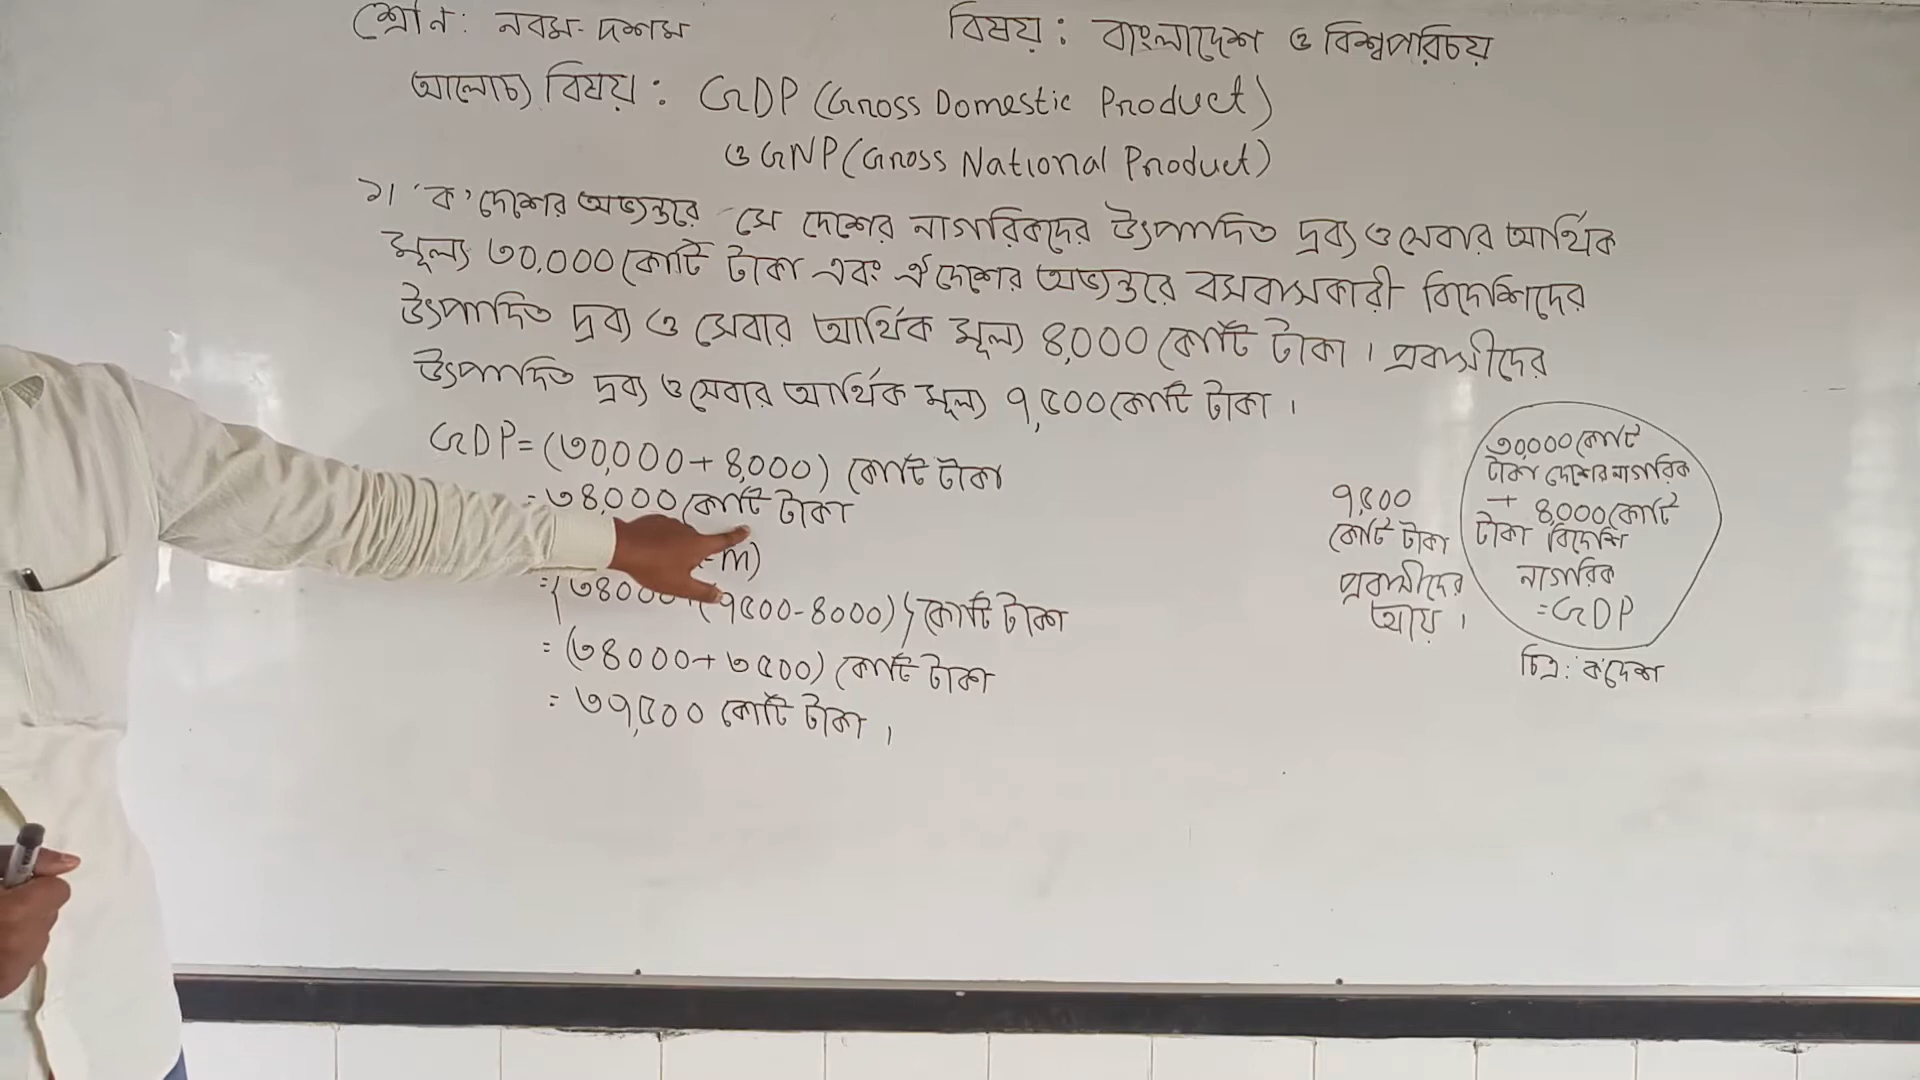 শ্রেণি: নবম-দশম বিষয়: বাংলাদেশ ও বিশ্বপরিচয়
আলোচ্য বিষয়: GDP (Gross Domestic Product)
ও GNP (Gross National Product)
১। 'ক' দেশের অভ্যন্তরে সে দেশের নাগরিকদের উৎপাদিত দ্রব্য ও সেবার আর্থিক
মূল্য ৩০,০০০ কোটি টাকা এবং ঐ দেশের অভ্যন্তরে বসবাসকারী বিদেশিদের
উৎপাদিত দ্রব্য ও সেবার আর্থিক মূল্য ৪,০০০ কোটি টাকা। প্রবাসীদের
উৎপাদিত দ্রব্য ও সেবার আর্থিক মূল্য ৭,৫০০ কোটি টাকা।
GDP = (৩০,০০০ + ৪,০০০) কোটি টাকা
= ৩৪,০০০ কোটি টাকা
-m)
= {৩৪০০০+(৭৫০০-৪০০০)} কোটি টাকা
= (৩৪০০০+৩৫০০) কোটি টাকা
= ৩৭,৫০০ কোটি টাকা।
৭৫০০
কোটি টাকা
প্রবাসীদের
আয়।
৩০,০০০ কোটি
টাকা দেশের নাগরিক
+ ৪,০০০ কোটি
টাকা বিদেশি
নাগরিক
= GDP
চিত্র: ক দেশ